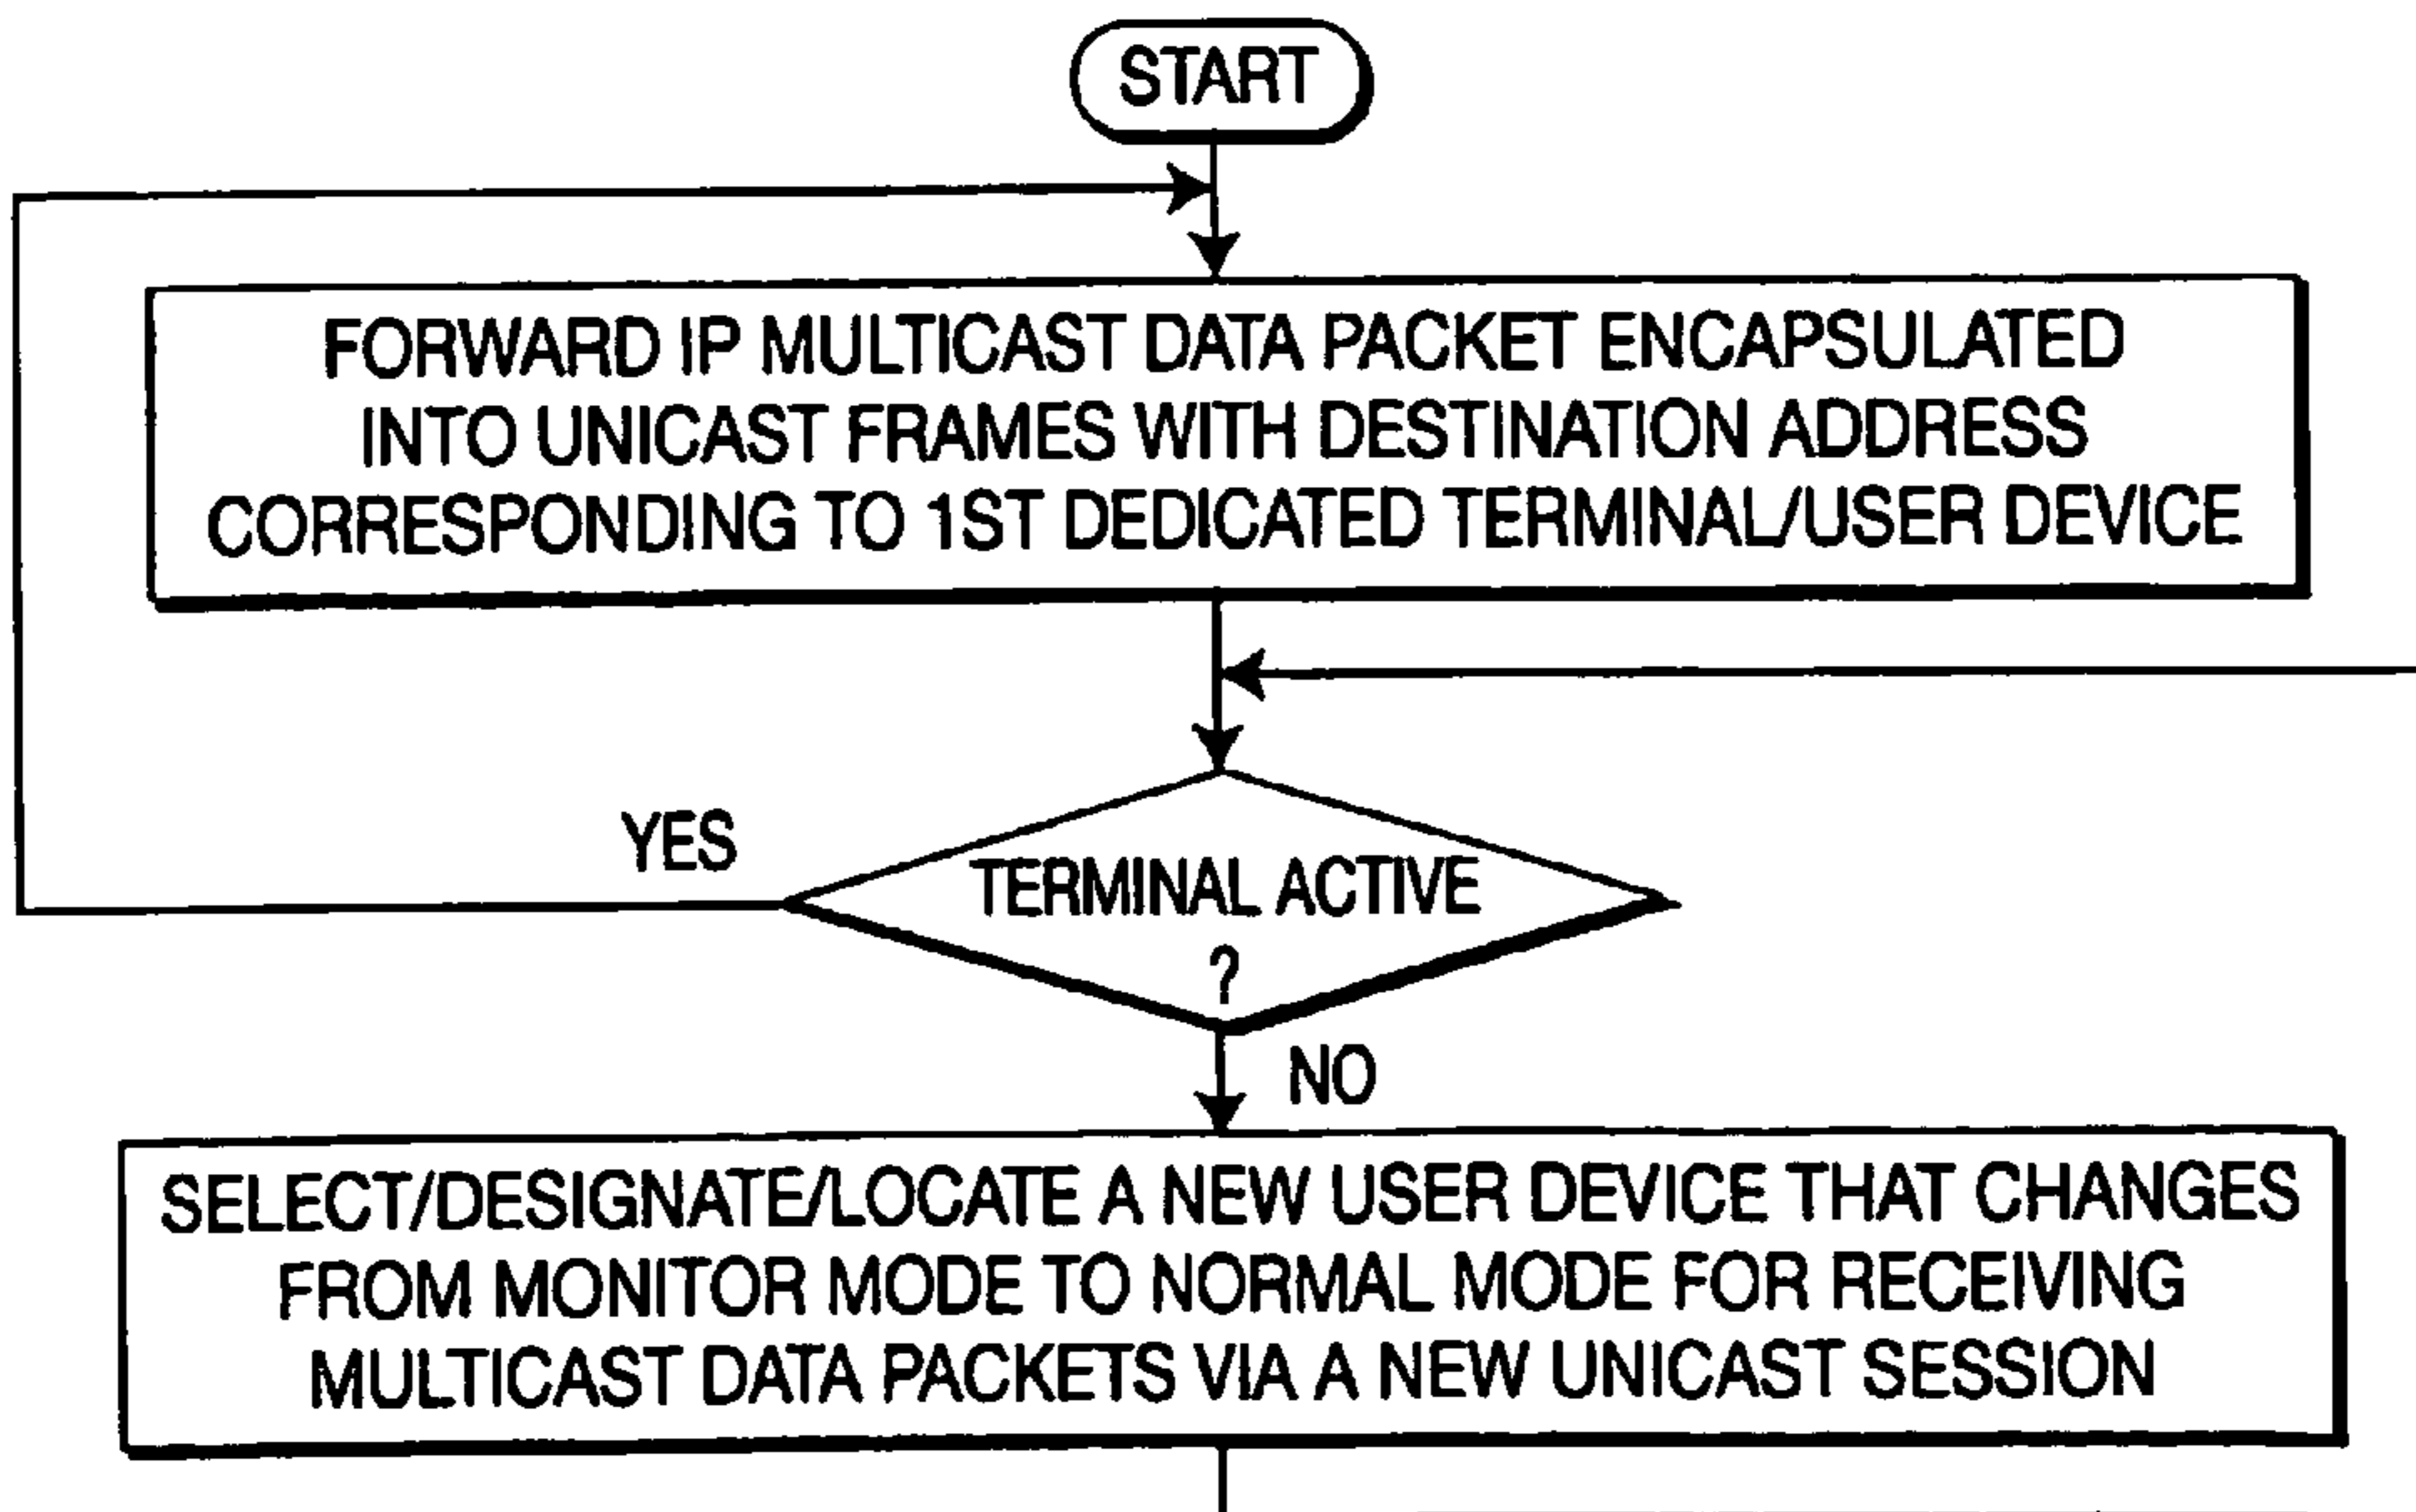 START
FORWARD IP MULTICAST DATA PACKET ENCAPSULATED
INTO UNICAST FRAMES WITH DESTINATION ADDRESS
CORRESPONDING TO 1ST DEDICATED TERMINAL/USER DEVICE
YES
TERMINAL ACTIVE
?
NO
SELECT/DESIGNATE/LOCATE A NEW USER DEVICE THAT CHANGES
FROM MONITOR MODE TO NORMAL MODE FOR RECEIVING
MULTICAST DATA PACKETS VIA A NEW UNICAST SESSION